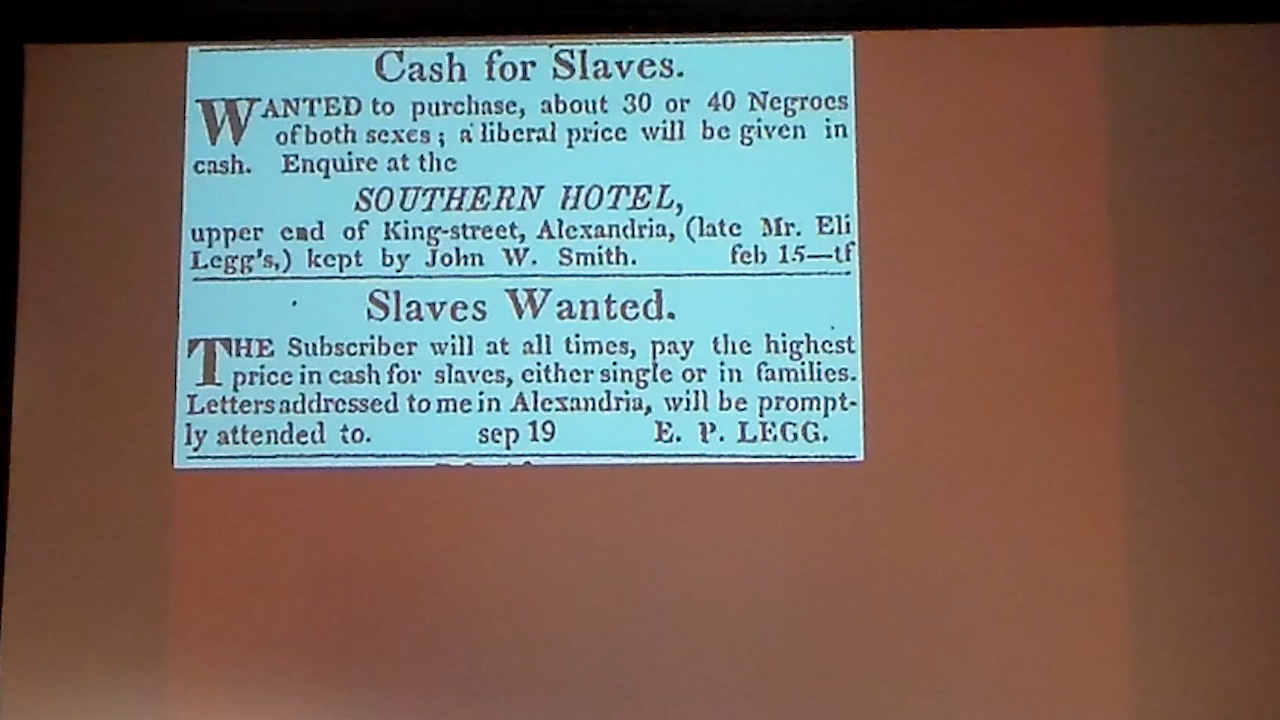 Cash for Slaves.
WANTED to purchase, about 30 or 40 Negroes
of both sexes; a liberal price will be given in
cash. Enquire at the
SOUTHERN HOTEL,
upper end of King-street, Alexandria, (late Mr. Eli
Legg's,) kept by John W. Smith. feb 15—tf
Slaves Wanted.
THE Subscriber will at all times, pay the highest
price in cash for slaves, either single or in families.
Letters addressed to me in Alexandria, will be prompt-
ly attended to. sep 19 E. P. LEGG.